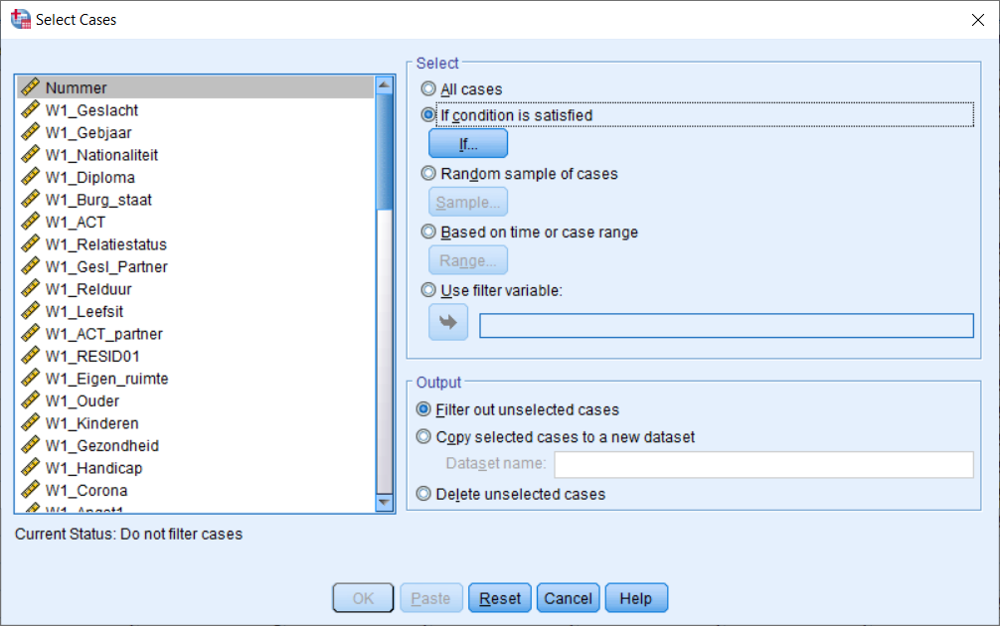 Select Cases
Nummer
W1_Geslacht
W1_Gebjaar
W1_Nationaliteit
W1_Diploma
W1_Burg_staat
W1_ACT
W1_Relatiestatus
W1_Gesl_Partner
W1_Relduur
W1_Leefsit
W1_ACT_partner
W1_RESID01
W1_Eigen_ruimte
W1_Ouder
W1_Kinderen
W1_Gezondheid
W1_Handicap
W1_Corona
W1_Angst1
Current Status: Do not filter cases
Select
All cases
If condition is satisfied
If...
Random sample of cases
Sample...
Based on time or case range
Range...
Use filter variable:
Output
Filter out unselected cases
Copy selected cases to a new dataset
Dataset name:
Delete unselected cases
OK Paste Reset Cancel Help